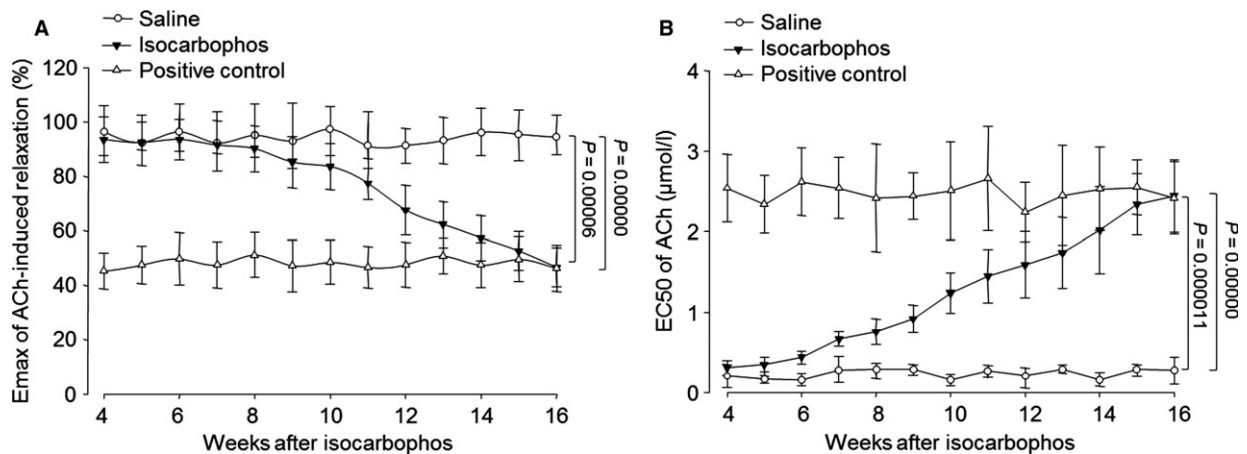 A
Saline
Isocarbophos
Positive control
Emax of ACh-induced relaxation (%)
120
100
80
60
40
20
0
4 6 8 10 12 14 16
Weeks after isocarbophos
P = 0.00006
P = 0.00000
B
Saline
Isocarbophos
Positive control
EC50 of ACh (µmol/l)
4
3
2
1
0
4 6 8 10 12 14 16
Weeks after isocarbophos
P = 0.000011
P = 0.00000